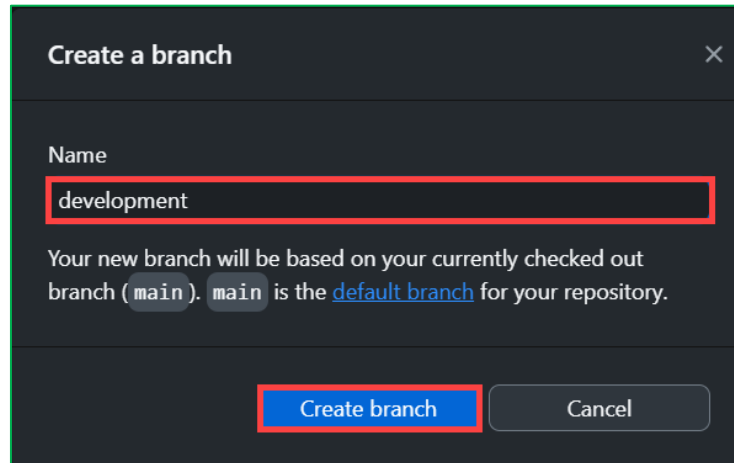 Create a branch
Name
development
Your new branch will be based on your currently checked out
branch (main). main is the default branch for your repository.
Create branch
Cancel